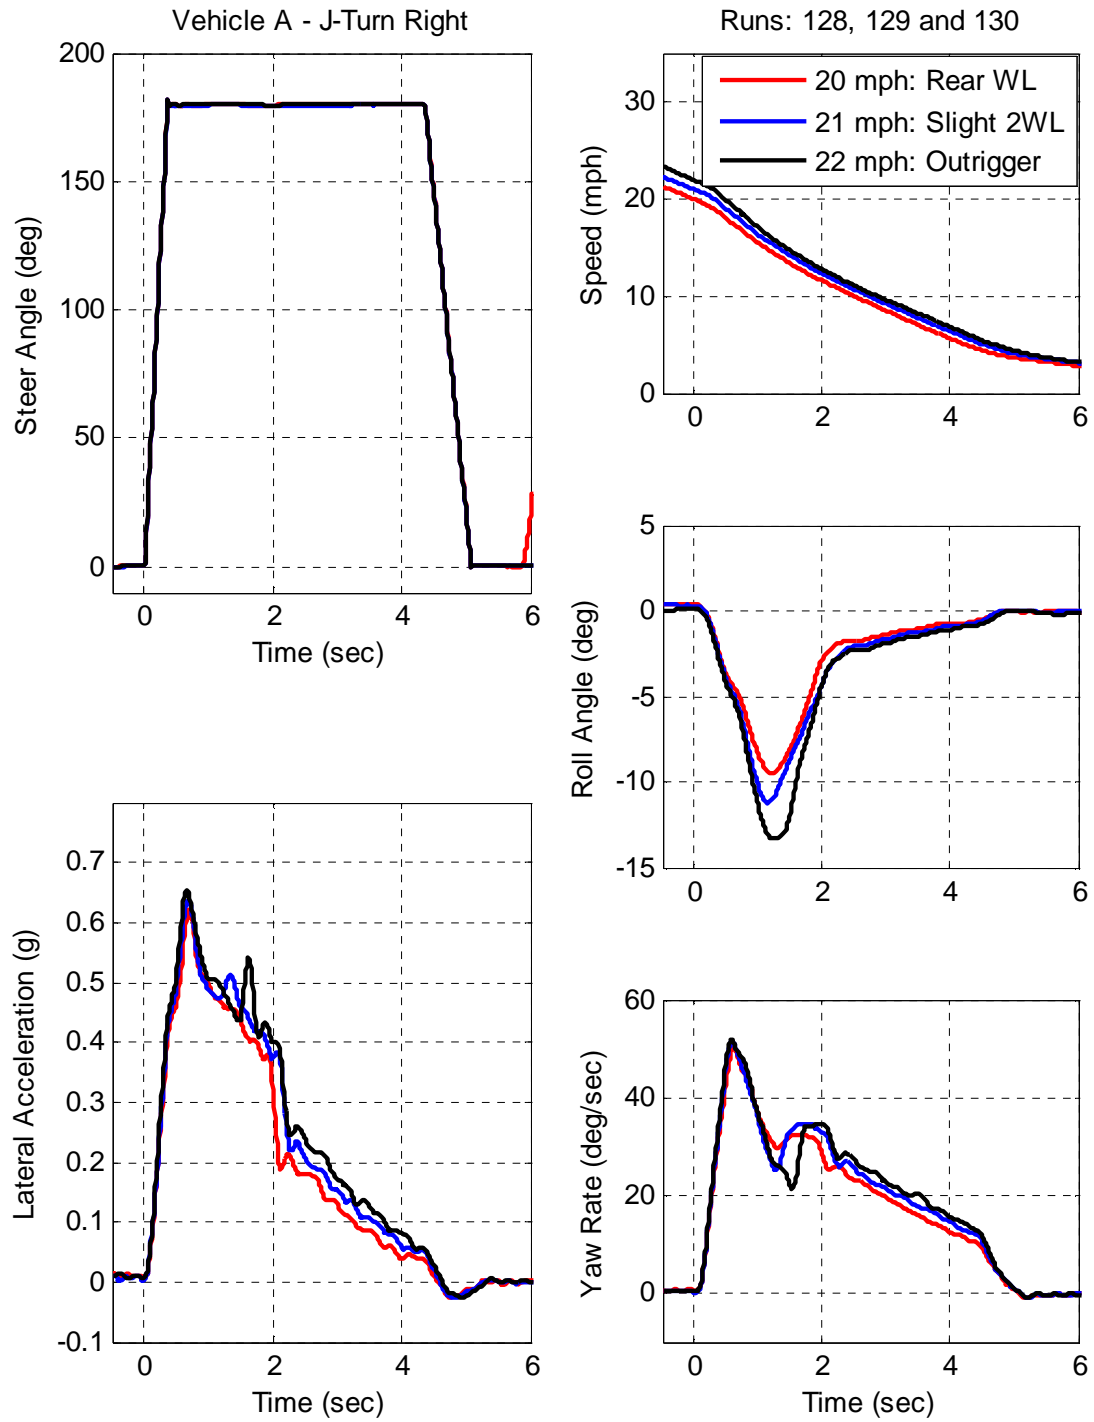 Vehicle A - J-Turn Right
200
150
100
50
0
Steer Angle (deg)
0 2 4 6
Time (sec)
Runs: 128, 129 and 130
20 mph: Rear WL
21 mph: Slight 2WL
22 mph: Outrigger
30
20
10
0
Speed (mph)
0 2 4 6
5
0
-5
-10
-15
Roll Angle (deg)
0 2 4 6
0.7
0.6
0.5
0.4
0.3
0.2
0.1
0
-0.1
Lateral Acceleration (g)
0 2 4 6
Time (sec)
60
40
20
0
-10
Yaw Rate (deg/sec)
0 2 4 6
Time (sec)